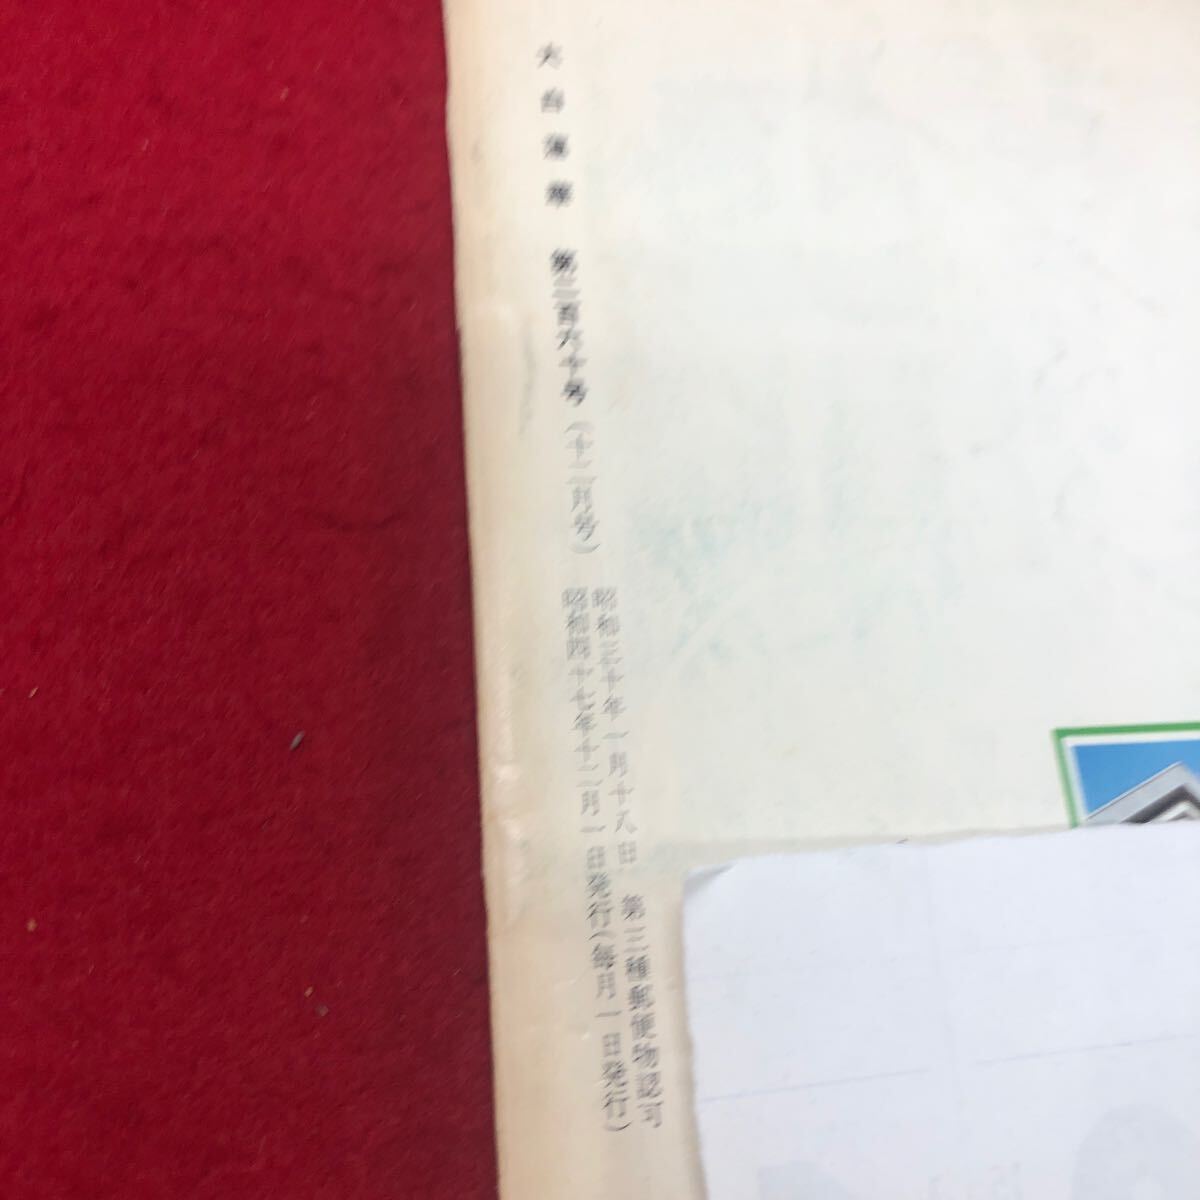 大白蓮華 第二百六十号(十二月号)
昭和三十年一月十八日 第三種郵便物認可
昭和四十七年十二月一日発行(毎月一日発行)